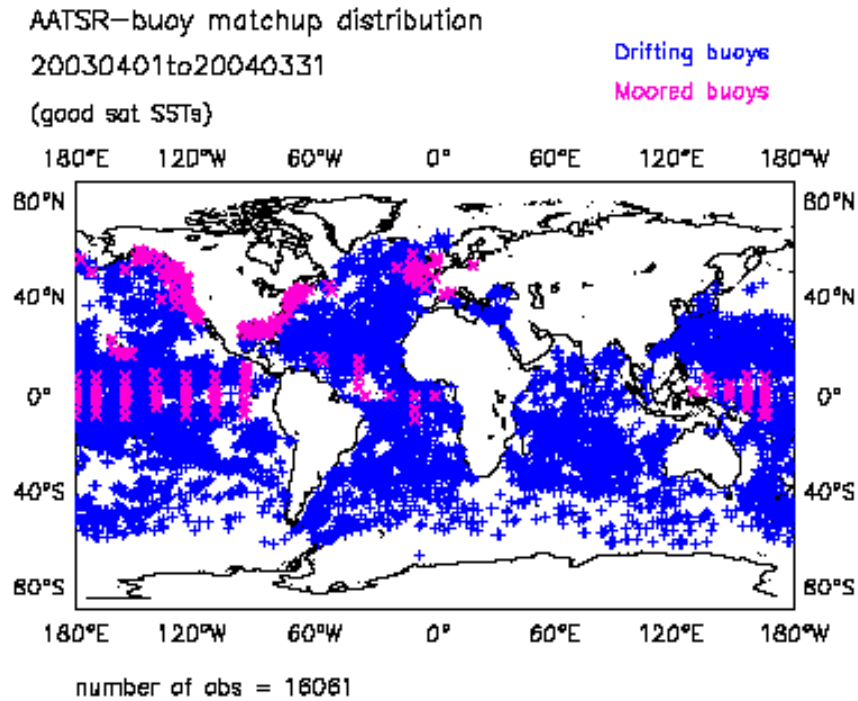 AATSR-buoy matchup distribution
20030401to20040331
(good sat SSTs)
Drifting buoys
Moored buoys
180°E 120°W 60°W 0° 60°E 120°E 180°W
80°N 80°N
40°N 40°N
0° 0°
40°S 40°S
80°S 80°S
180°E 120°W 60°W 0° 60°E 120°E 180°W
number of obs = 16061